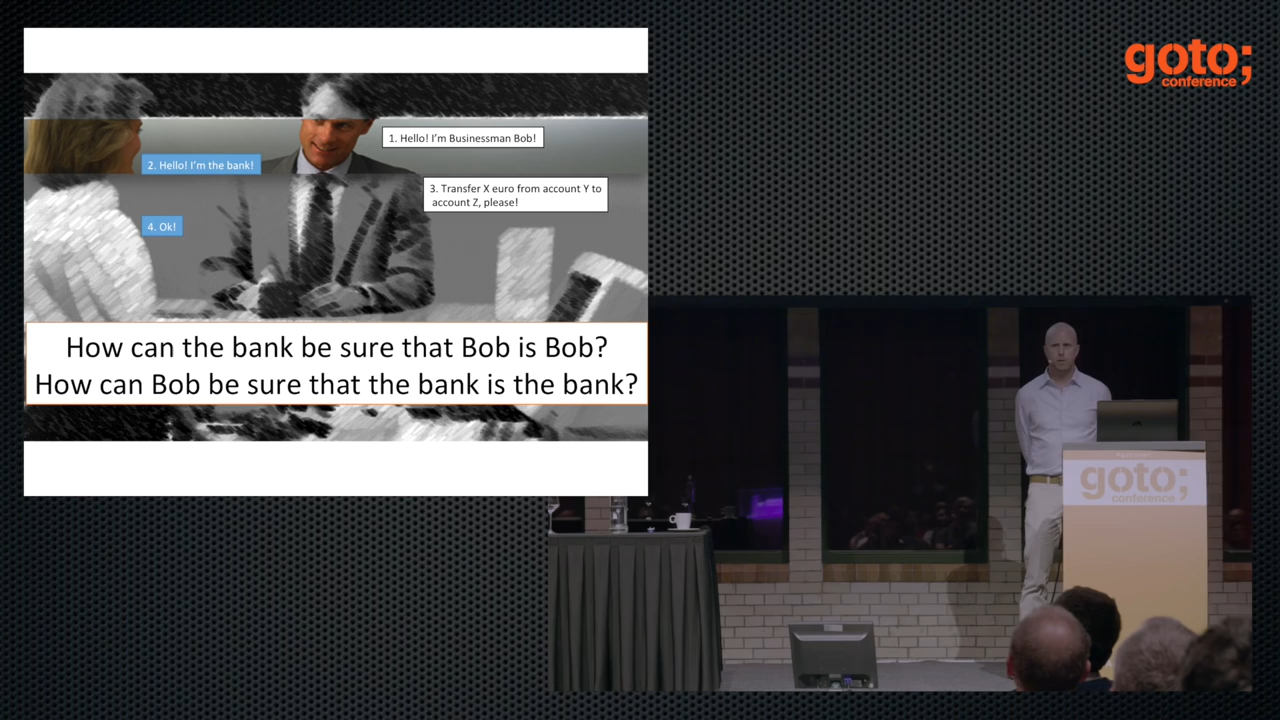 goto;
conference
1. Hello! I'm Businessman Bob!
2. Hello! I'm the bank!
3. Transfer X euro from account Y to
account Z, please!
4. Ok!
How can the bank be sure that Bob is Bob?
How can Bob be sure that the bank is the bank?
goto;
conference